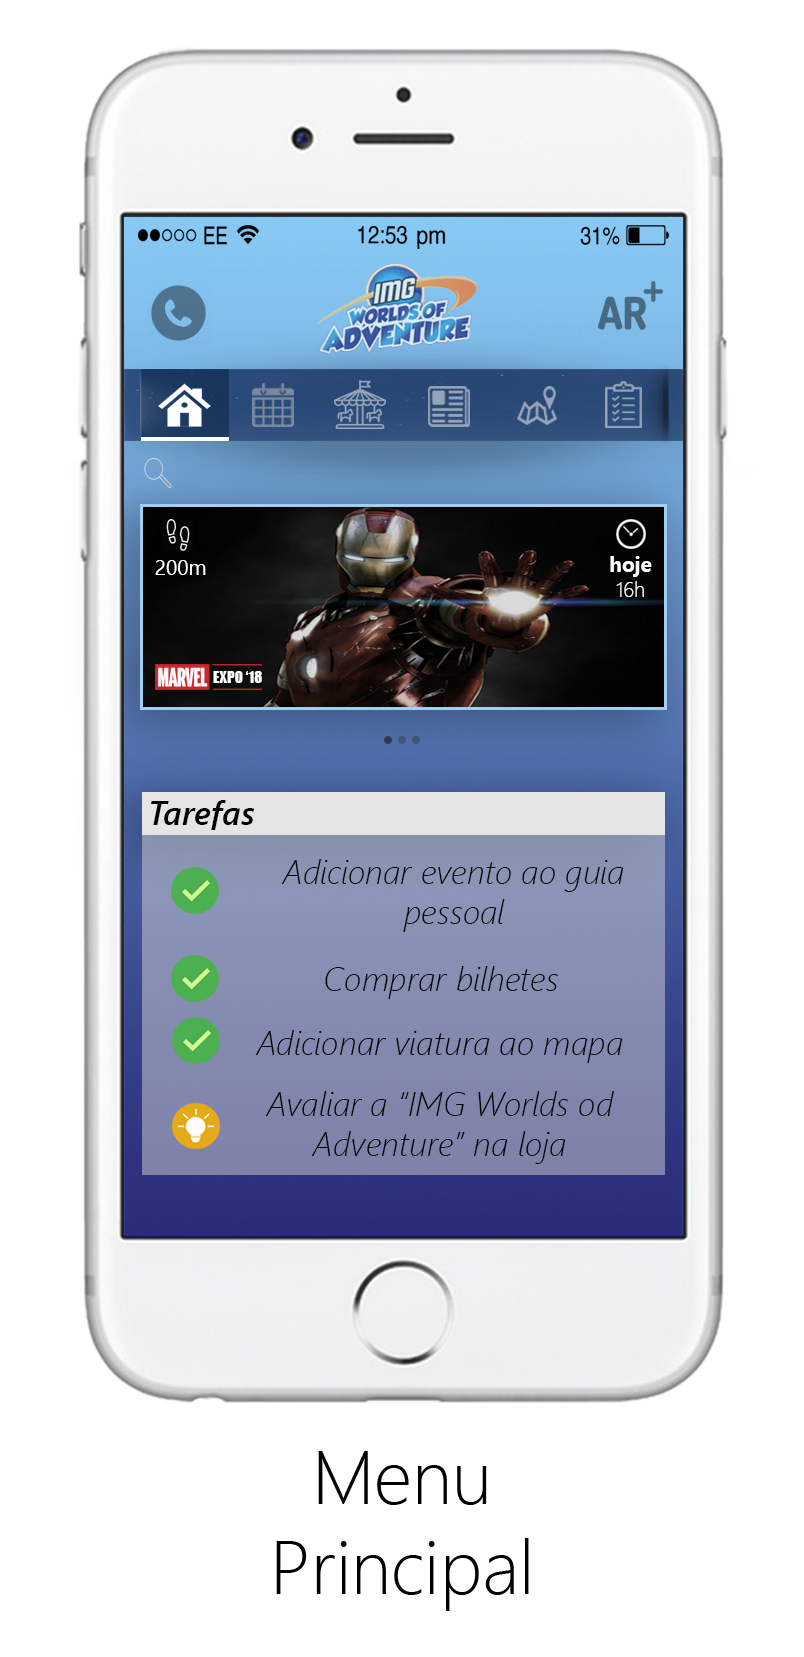 EE 12:53 pm 31%
IMG
WORLDS OF
ADVENTURE
AR+
200m
hoje
16h
MARVEL EXPO '18
Tarefas
Adicionar evento ao guia
pessoal
Comprar bilhetes
Adicionar viatura ao mapa
Avaliar a "IMG Worlds od
Adventure" na loja
Menu
Principal